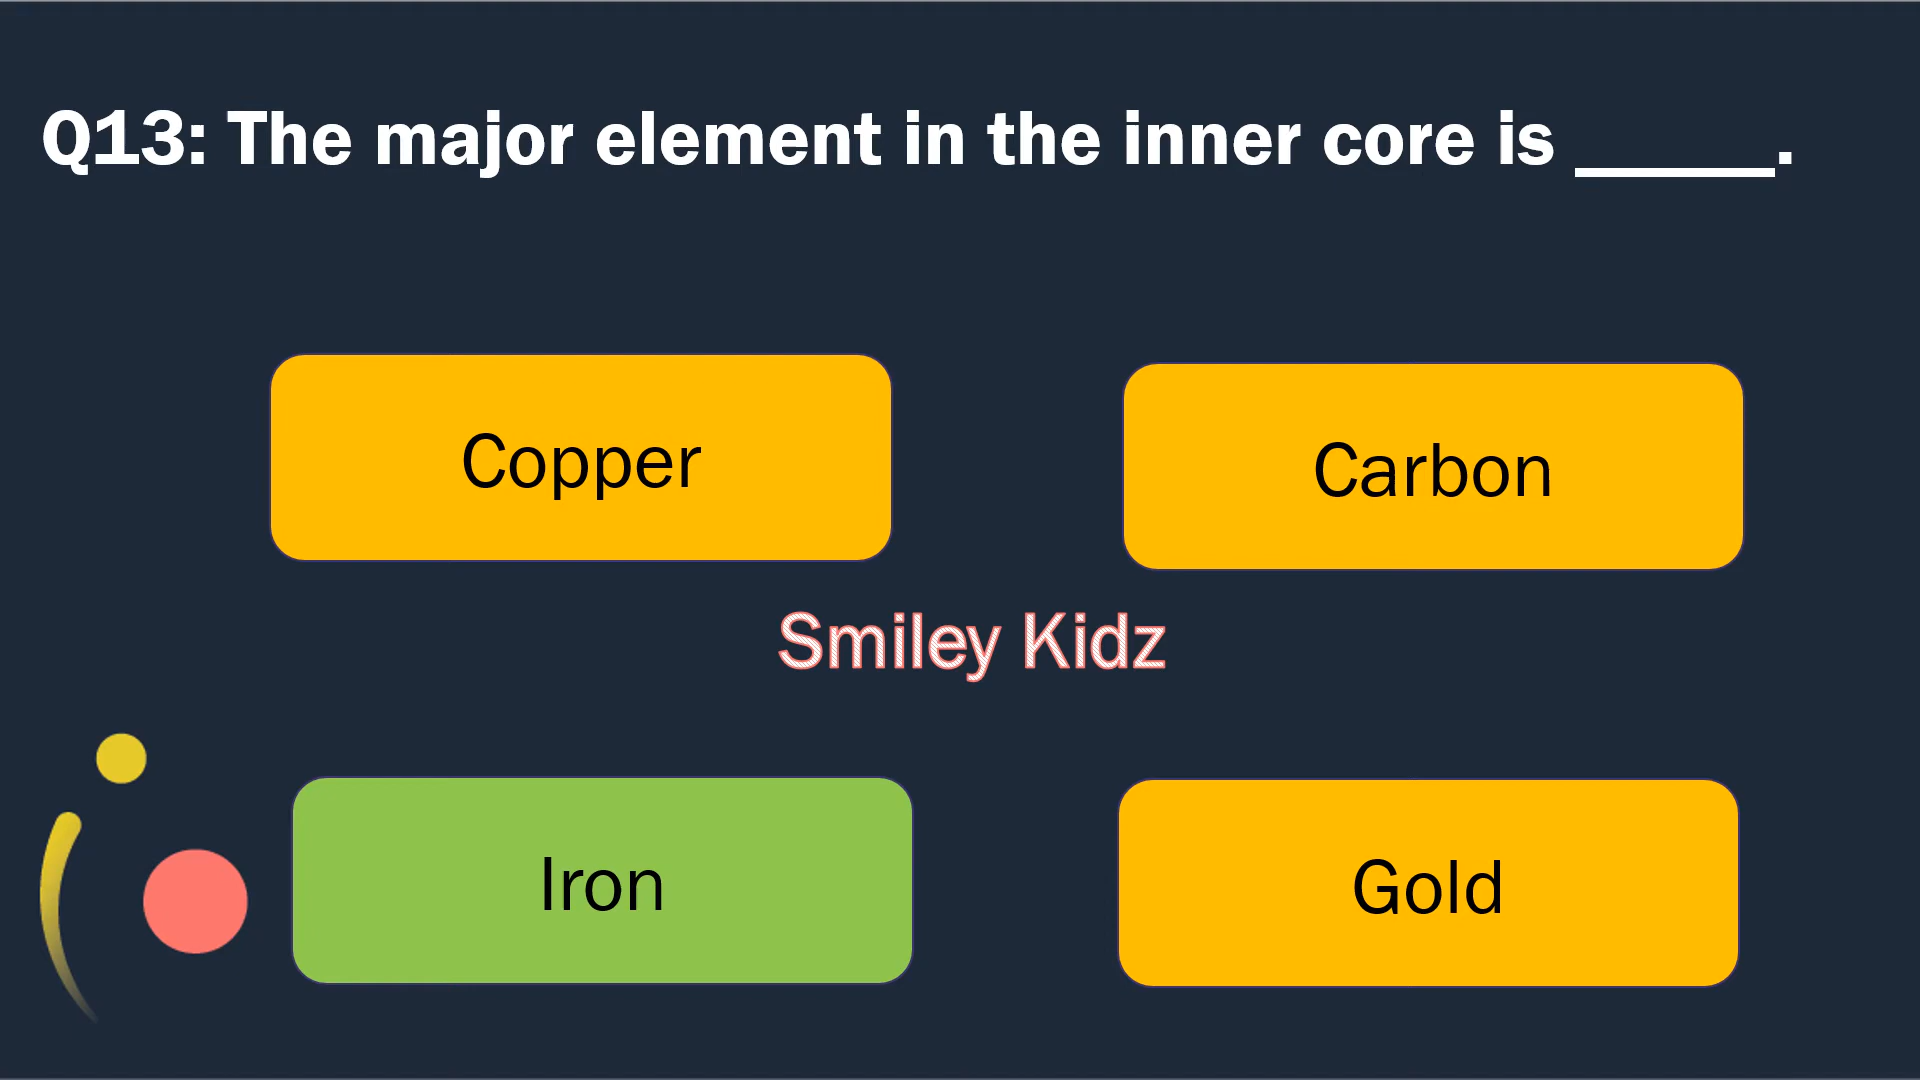 Q13: The major element in the inner core is _____.
Copper
Carbon
Smiley Kidz
Iron
Gold